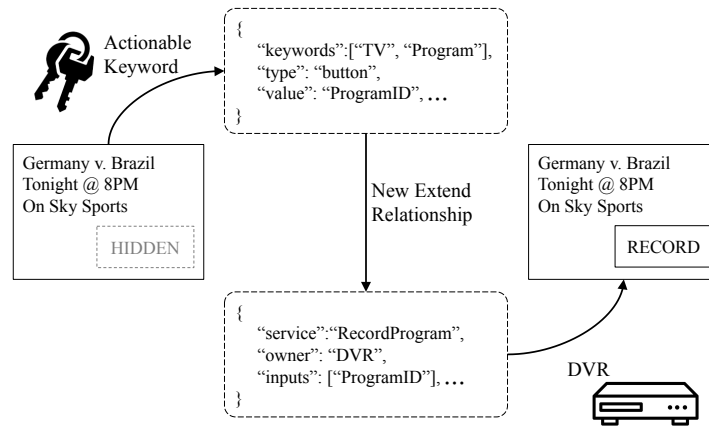 Actionable
Keyword
{
“keywords”:[“TV”, “Program”],
“type”: “button”,
“value”: “ProgramID”, ...
}
Germany v. Brazil
Tonight @ 8PM
On Sky Sports
HIDDEN
New Extend
Relationship
Germany v. Brazil
Tonight @ 8PM
On Sky Sports
RECORD
{
“service”:“RecordProgram”,
“owner”: “DVR”,
“inputs”: [“ProgramID”], ...
}
DVR